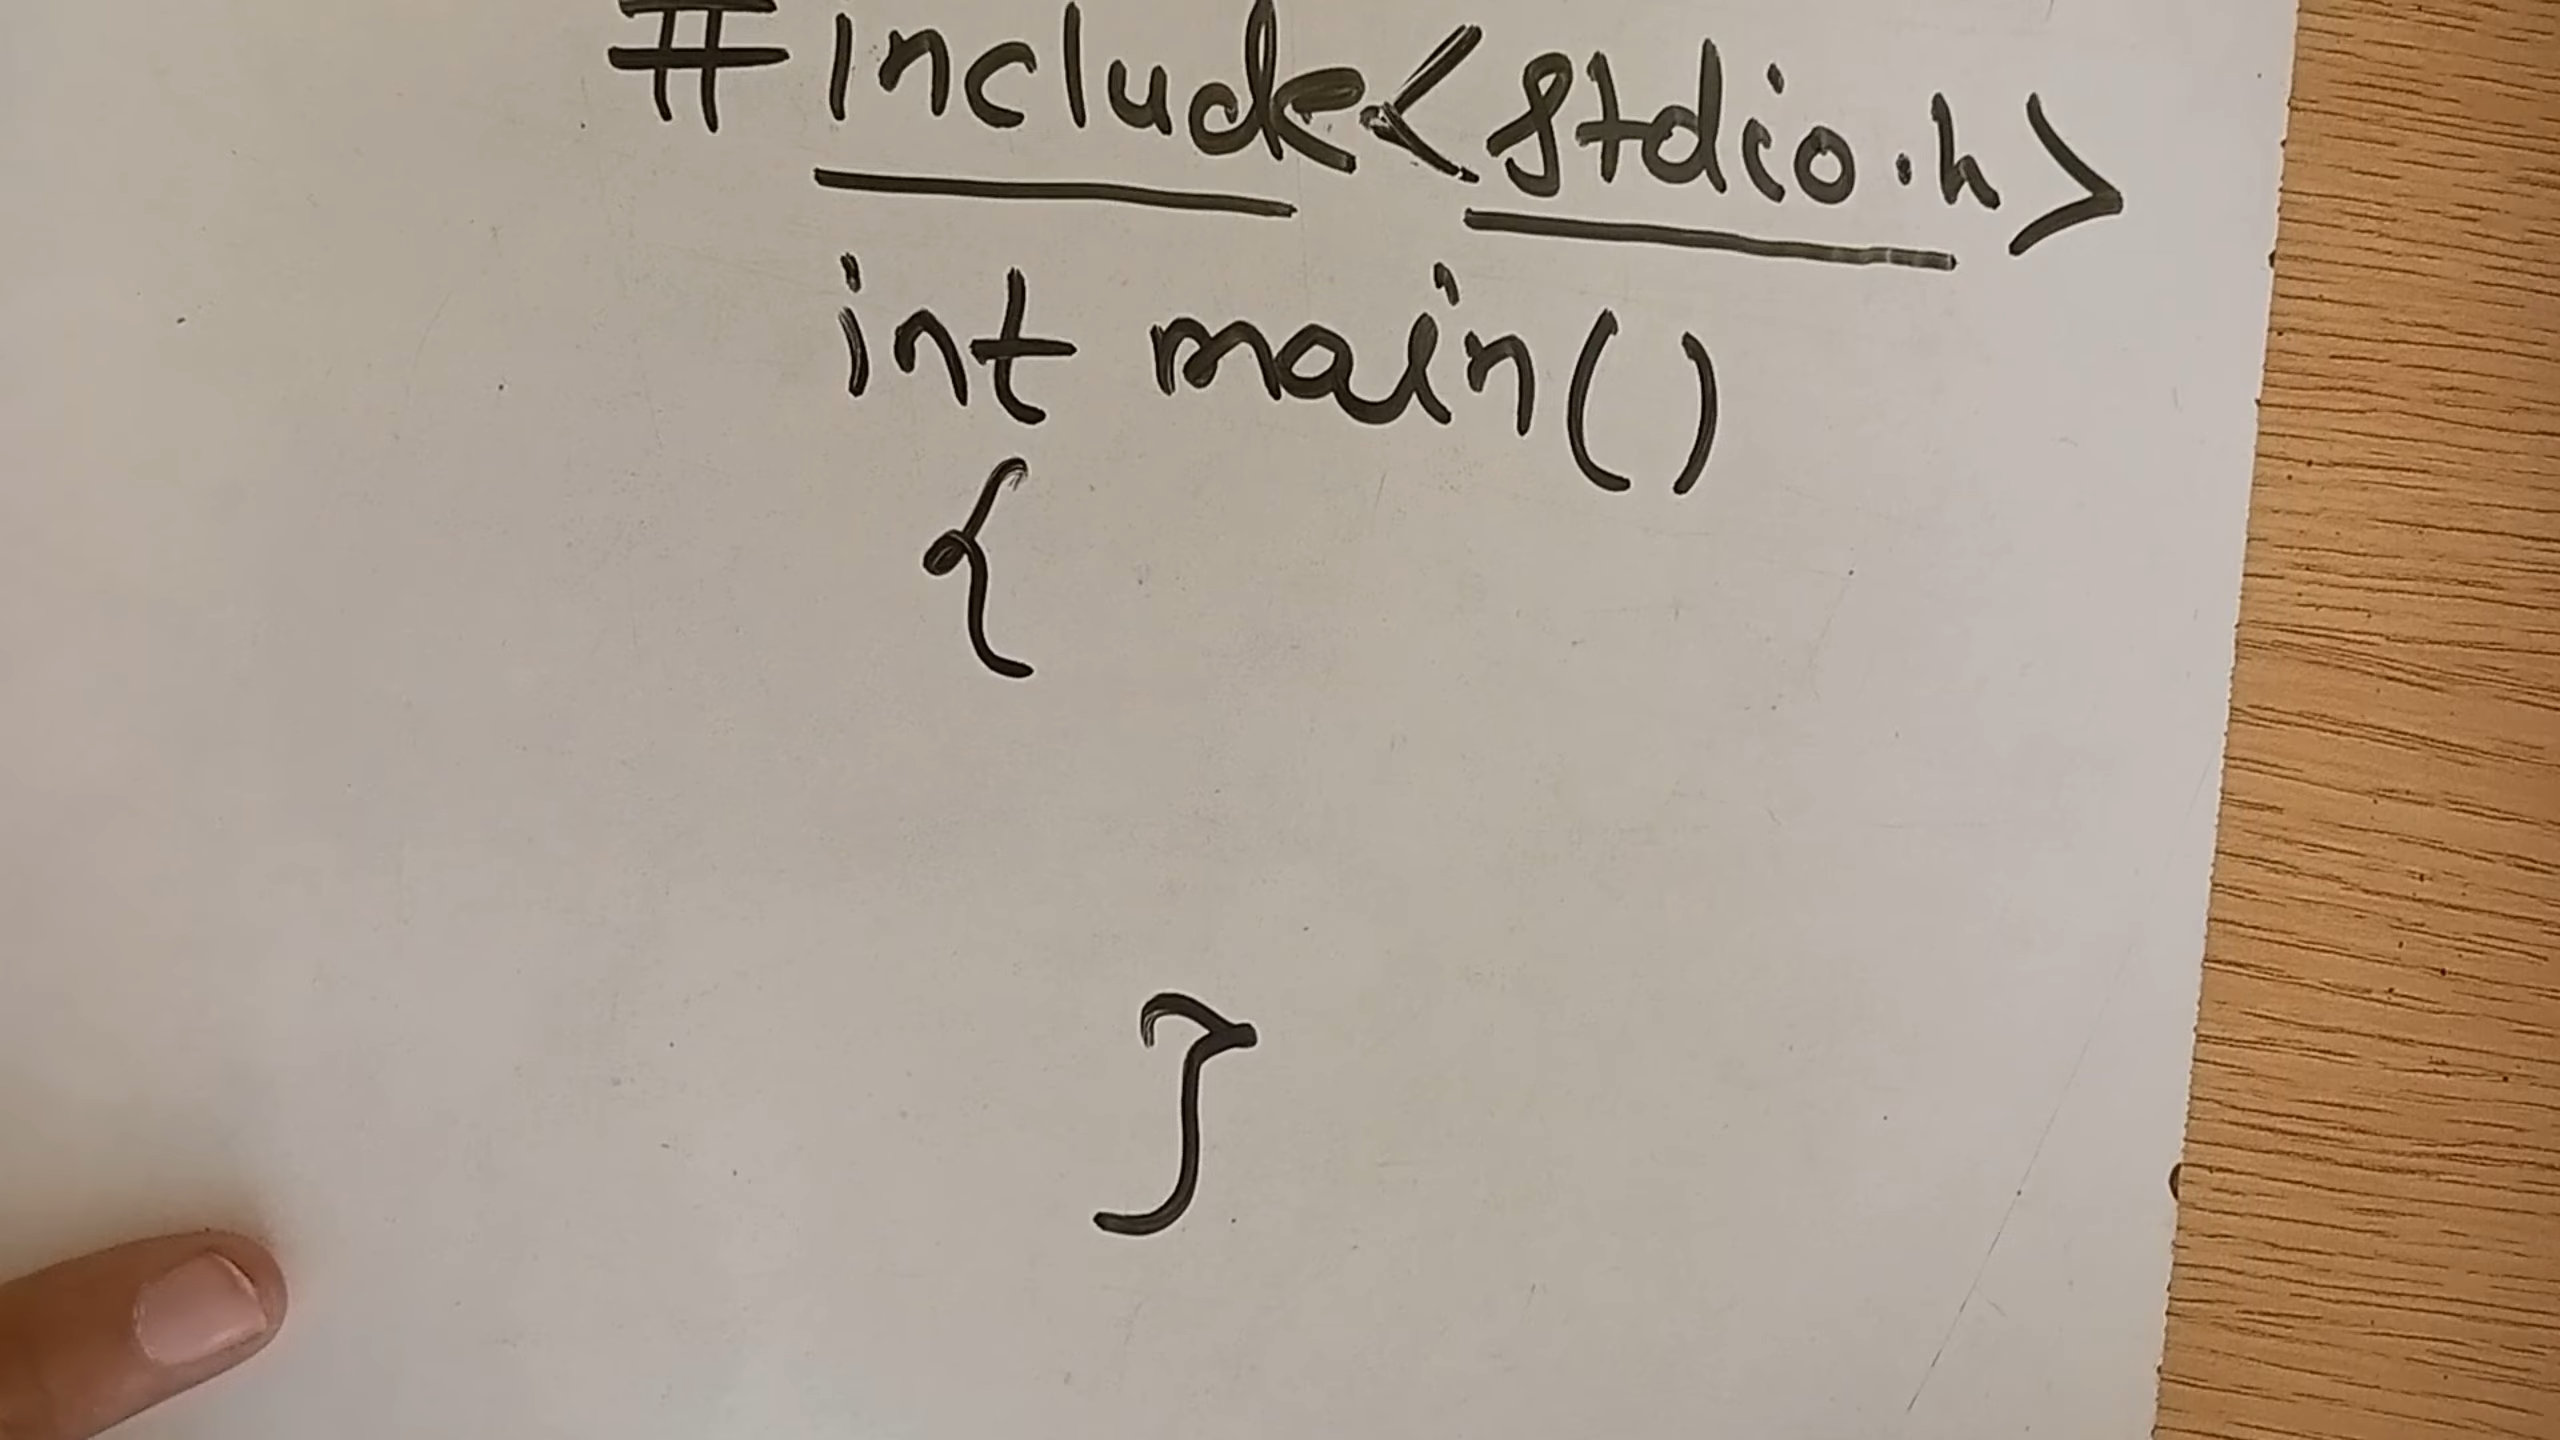 #include<stdio.h>
int main()
{
}